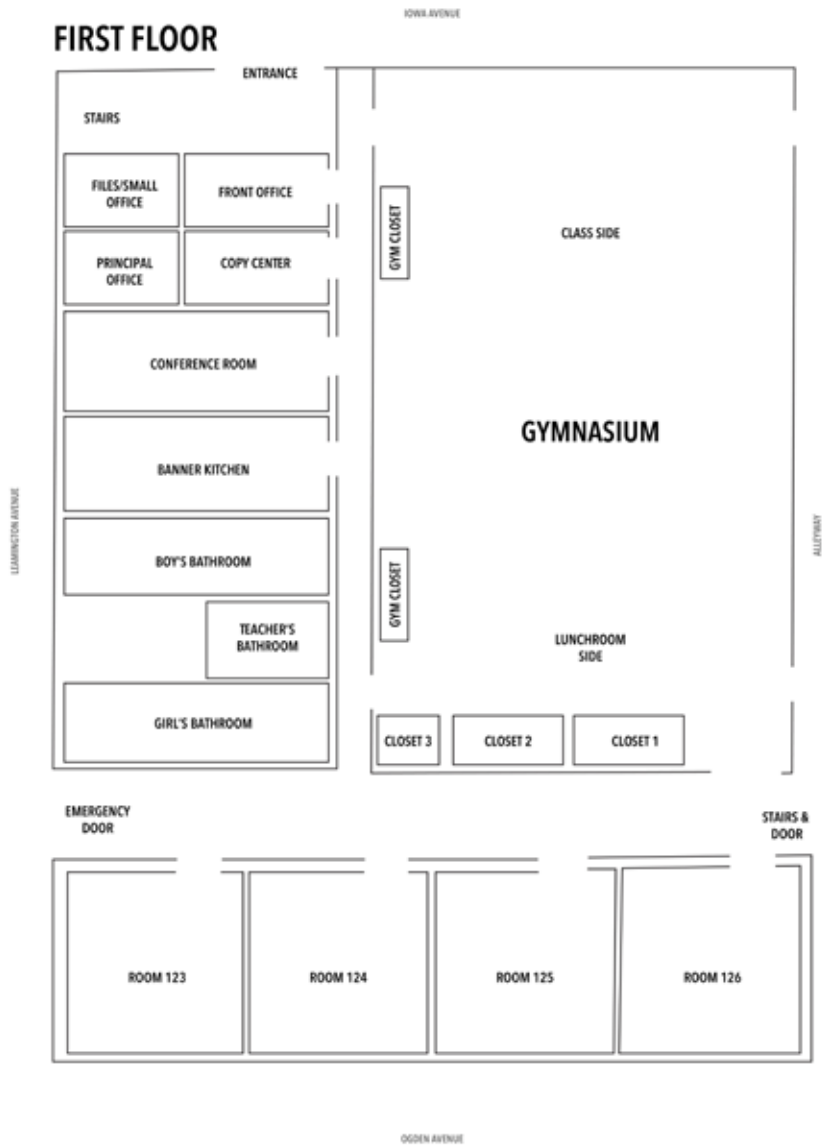 IOWA AVENUE
FIRST FLOOR
ENTRANCE
STAIRS
FILES/SMALL
OFFICE
FRONT OFFICE
PRINCIPAL
OFFICE
COPY CENTER
GYM CLOSET
CLASS SIDE
CONFERENCE ROOM
GYMNASIUM
BANNER KITCHEN
LEAMINGTON AVENUE
ALLEYWAY
BOY'S BATHROOM
GYM CLOSET
TEACHER'S
BATHROOM
LUNCHROOM
SIDE
GIRL'S BATHROOM
CLOSET 3
CLOSET 2
CLOSET 1
EMERGENCY
DOOR
STAIRS &
DOOR
ROOM 123
ROOM 124
ROOM 125
ROOM 126
OGDEN AVENUE